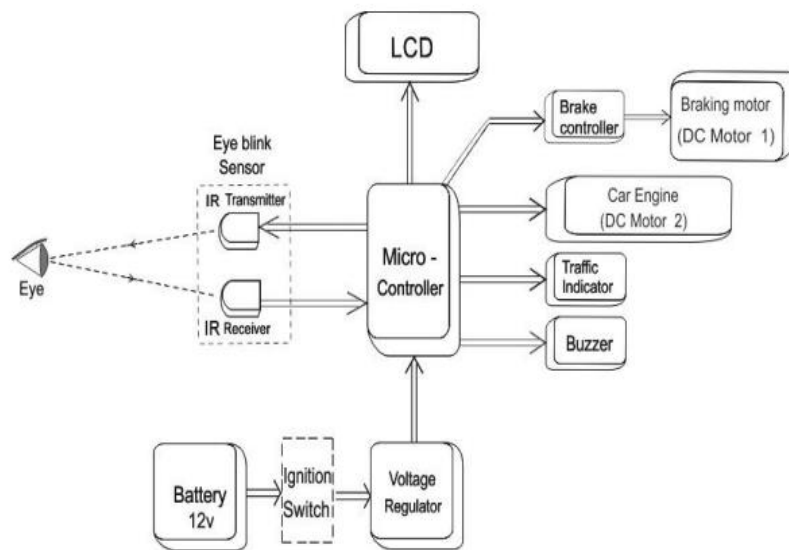 LCD
Brake
controller
Braking motor
(DC Motor 1)
Eye blink
Sensor
IR Transmitter
Car Engine
(DC Motor 2)
Micro -
Controller
Eye
Traffic
Indicator
IR Receiver
Buzzer
Battery
12v
Ignition
Switch
Voltage
Regulator